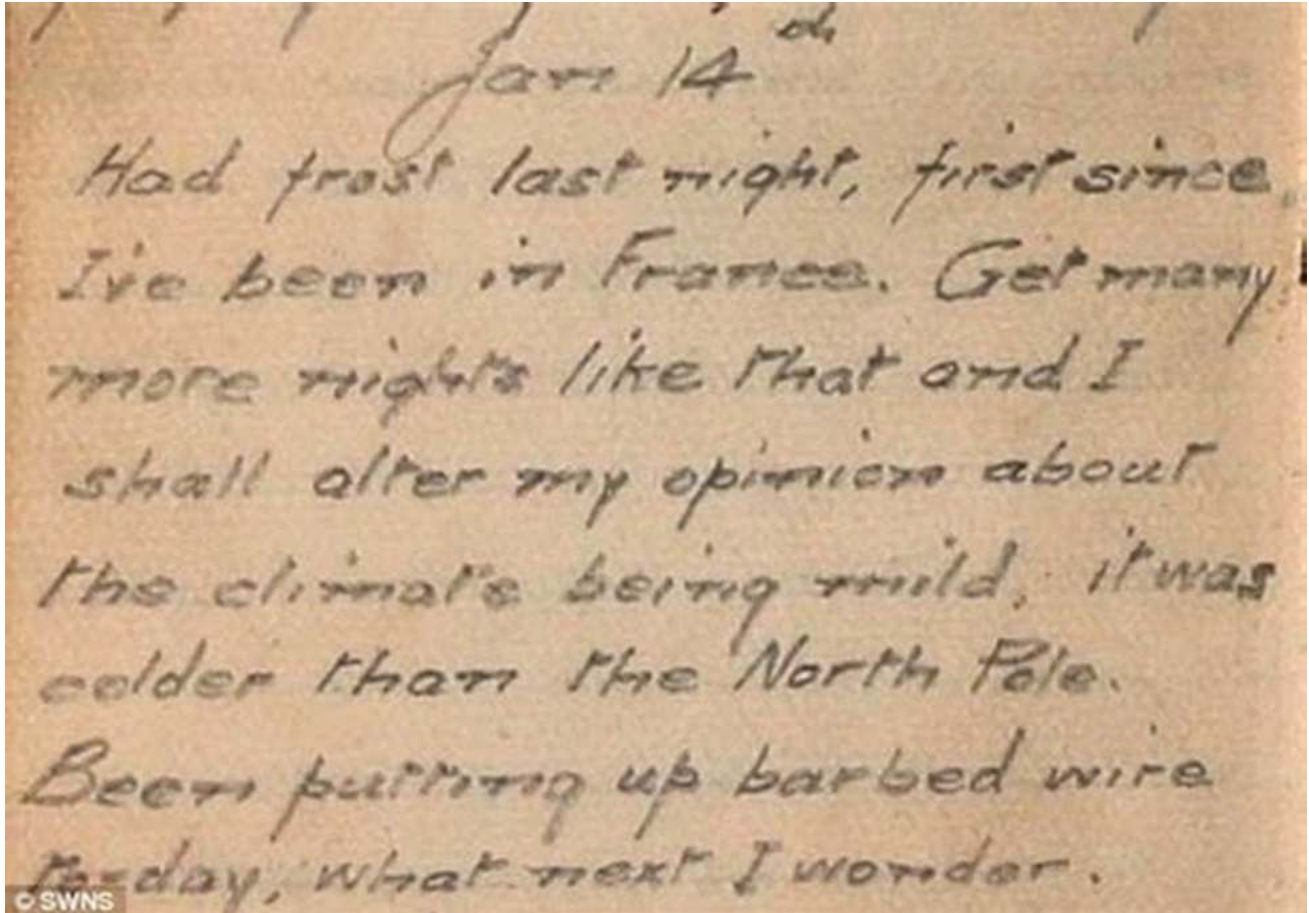 Jan 14th
Had frost last night, first since
I've been in France. Get many
more nights like that and I
shall alter my opinion about
the climate being mild, it was
colder than the North Pole.
Been putting up barbed wire
to-day, what next I wonder.
© SWNS